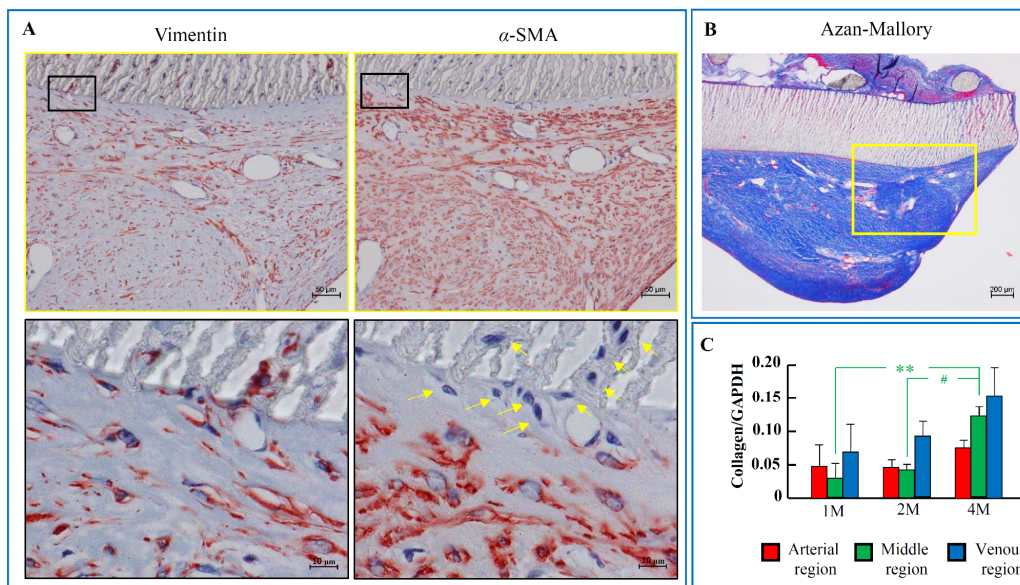 A
Vimentin
α-SMA
50 µm
50 µm
10 µm
10 µm
B
Azan-Mallory
200 µm
C
Collagen/GAPDH
0.20
0.15
0.10
0.05
0
**
#
1M
2M
4M
Arterial
region
Middle
region
Venou
region